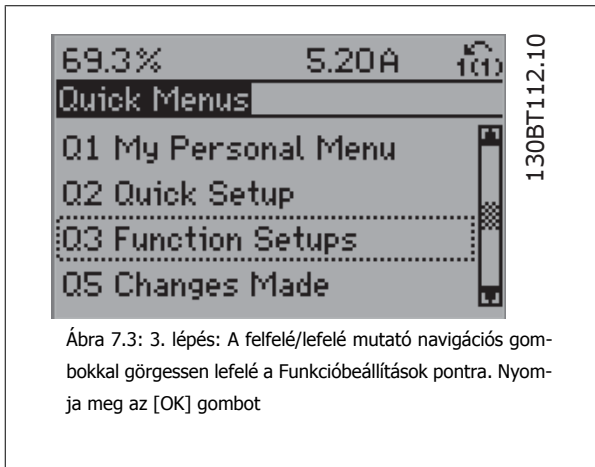 69.3% 5.20A 1(1)
Quick Menus
Q1 My Personal Menu
Q2 Quick Setup
Q3 Function Setups
Q5 Changes Made
130BT112.10
Ábra 7.3: 3. lépés: A felfelé/lefelé mutató navigációs gom-
bokkal görgessen lefelé a Funkcióbeállítások pontra. Nyom-
ja meg az [OK] gombot